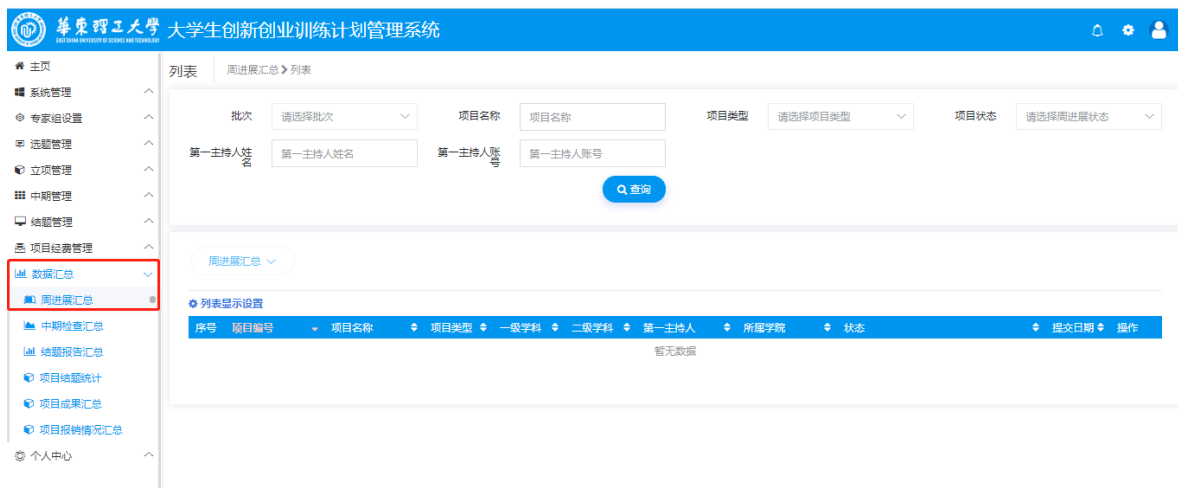 華東理工大學 大学生创新创业训练计划管理系统
EAST CHINA UNIVERSITY OF SCIENCE AND TECHNOLOGY
主页
系统管理
专家组设置
选题管理
立项管理
中期管理
结题管理
项目经费管理
数据汇总
周进展汇总
中期检查汇总
结题报告汇总
项目结题统计
项目成果汇总
项目报销情况汇总
个人中心
列表 周进展汇总 列表
批次 请选择批次 项目名称 项目名称 项目类型 请选择项目类型 项目状态 请选择周进展状态
第一主持人姓名 第一主持人姓名 第一主持人账号 第一主持人账号
查询
周进展汇总
列表显示设置
序号 项目编号 项目名称 项目类型 一级学科 二级学科 第一主持人 所属学院 状态 提交日期 操作
暂无数据